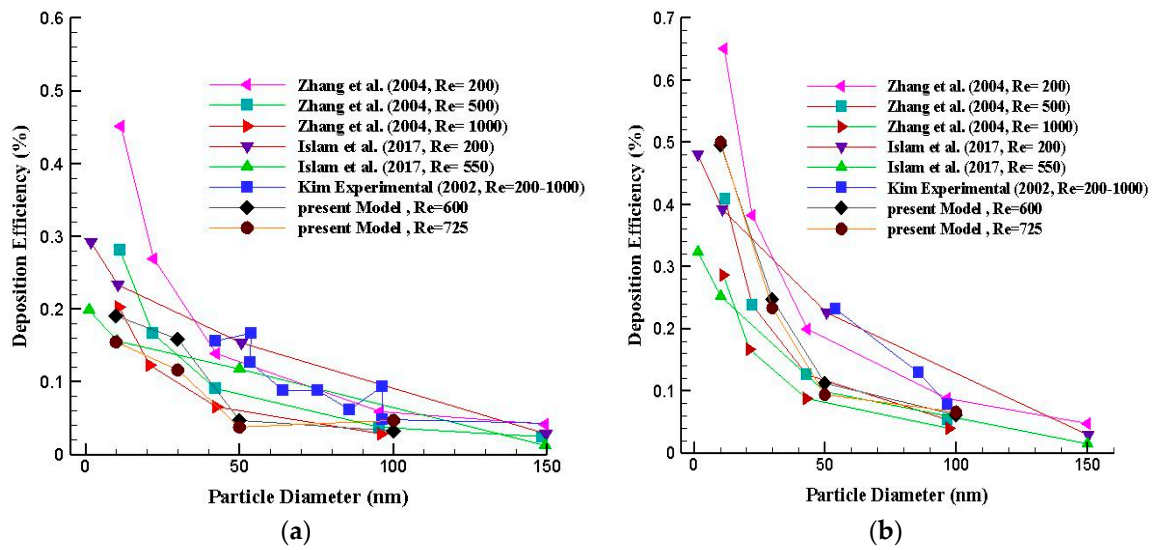 0.6
0.5
0.4
0.3
0.2
0.1
0
Deposition Efficiency (%)
Zhang et al. (2004, Re= 200)
Zhang et al. (2004, Re= 500)
Zhang et al. (2004, Re= 1000)
Islam et al. (2017, Re= 200)
Islam et al. (2017, Re= 550)
Kim Experimental (2002, Re=200-1000)
present Model , Re=600
present Model , Re=725
0 50 100 150
Particle Diameter (nm)
(a)
0.7
0.6
0.5
0.4
0.3
0.2
0.1
0
Deposition Efficiency (%)
Zhang et al. (2004, Re= 200)
Zhang et al. (2004, Re= 500)
Zhang et al. (2004, Re= 1000)
Islam et al. (2017, Re= 200)
Islam et al. (2017, Re= 550)
Kim Experimental (2002, Re=200-1000)
present Model , Re=600
present Model , Re=725
0 50 100 150
Particle Diameter (nm)
(b)